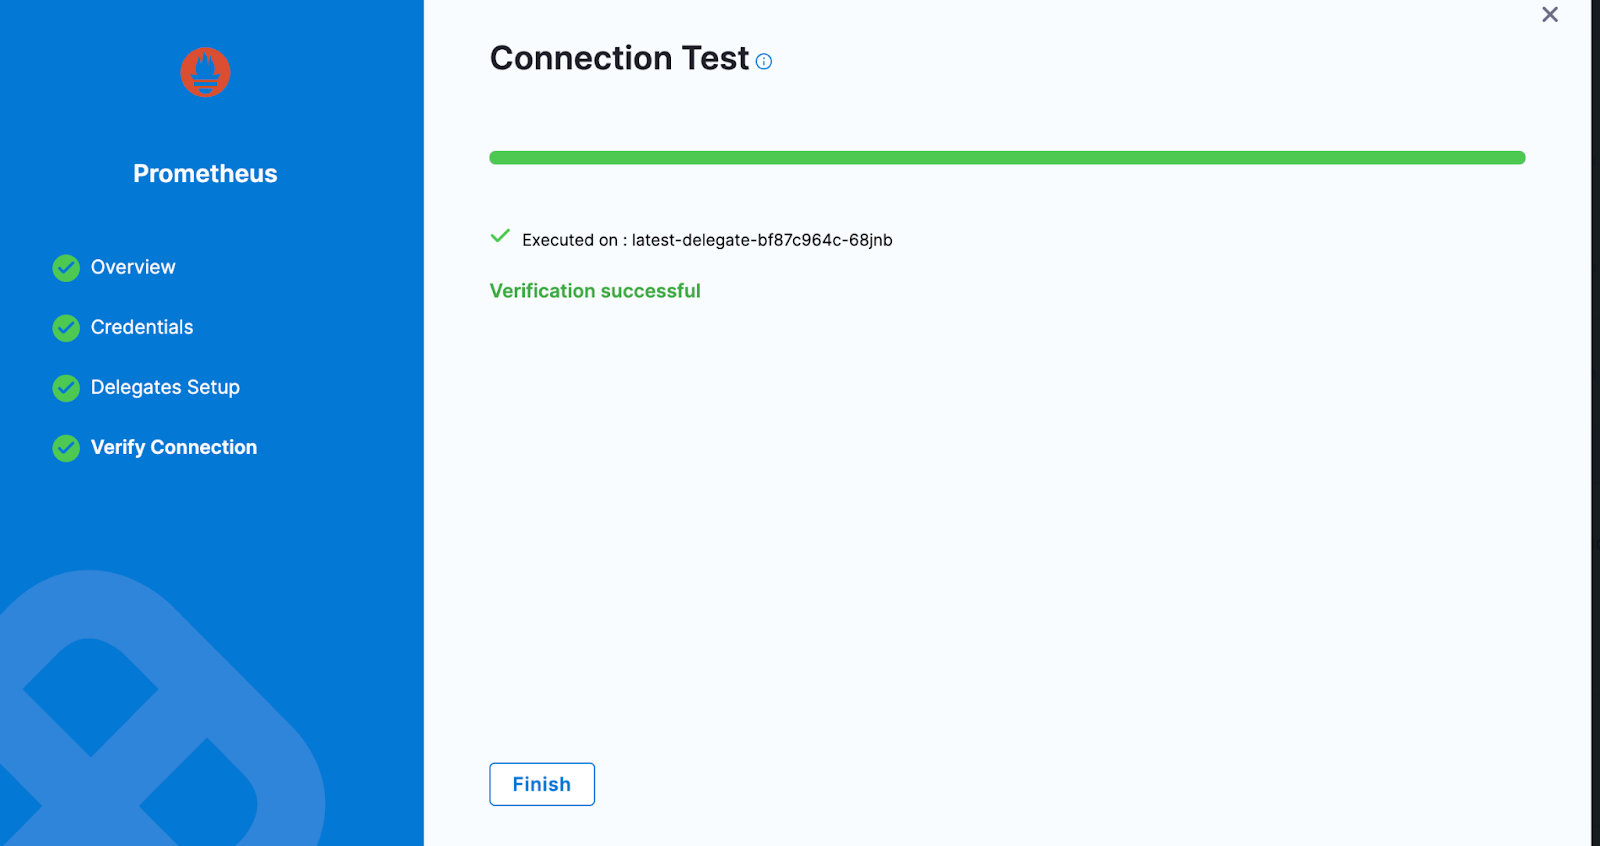 Prometheus
Overview
Credentials
Delegates Setup
Verify Connection
Connection Test
Executed on : latest-delegate-bf87c964c-68jnb
Verification successful
Finish